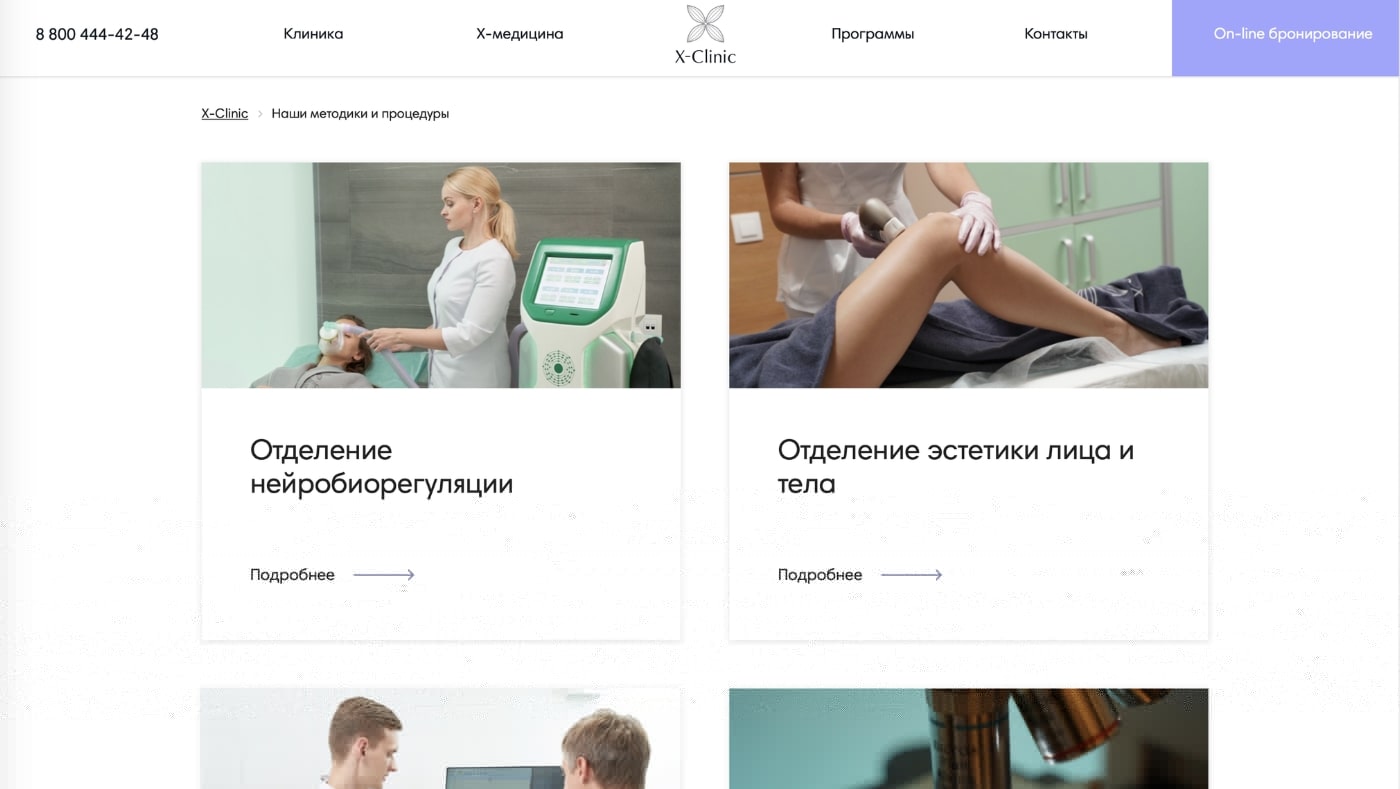 8 800 444-42-48
Клиника
Х-медицина
X-Clinic
Программы
Контакты
On-line бронирование
X-Clinic > Наши методики и процедуры
Отделение
нейробиорегуляции
Подробнее
Отделение эстетики лица и
тела
Подробнее